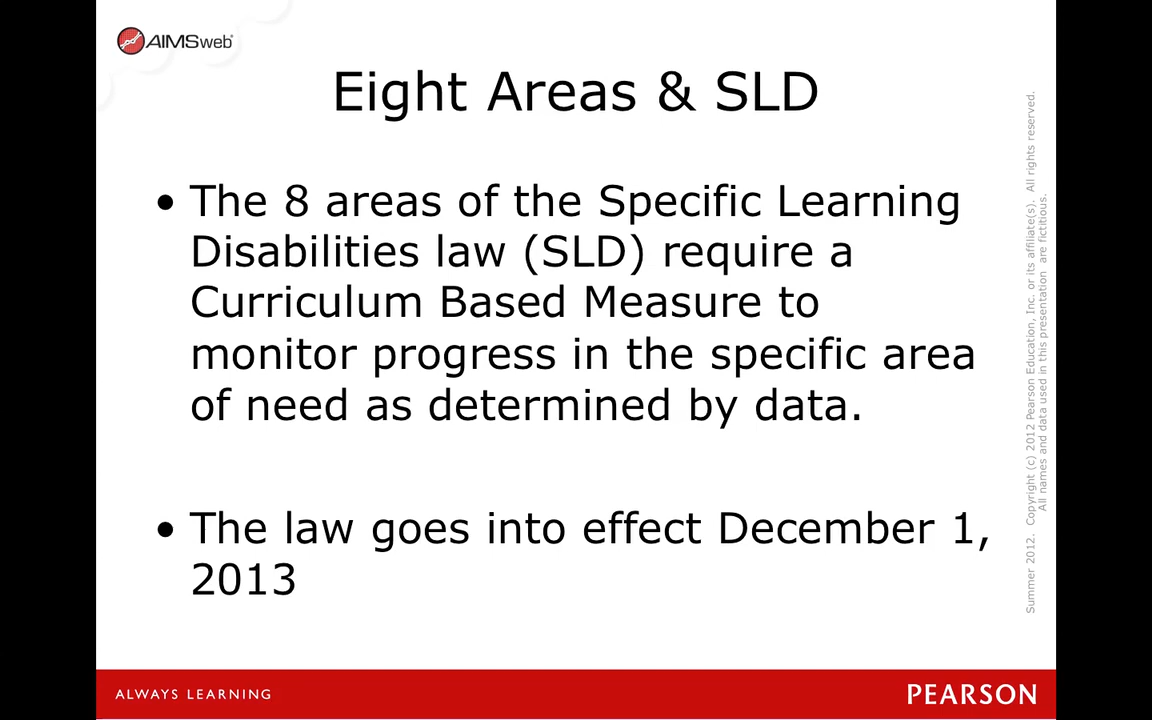 AIMSweb®
Eight Areas & SLD
• The 8 areas of the Specific Learning
Disabilities law (SLD) require a
Curriculum Based Measure to
monitor progress in the specific area
of need as determined by data.
• The law goes into effect December 1,
2013
Summer 2012. Copyright (c) 2012 Pearson Education, Inc. or its affiliate(s). All rights reserved.
All names and data used in this presentation are fictitious.
ALWAYS LEARNING
PEARSON